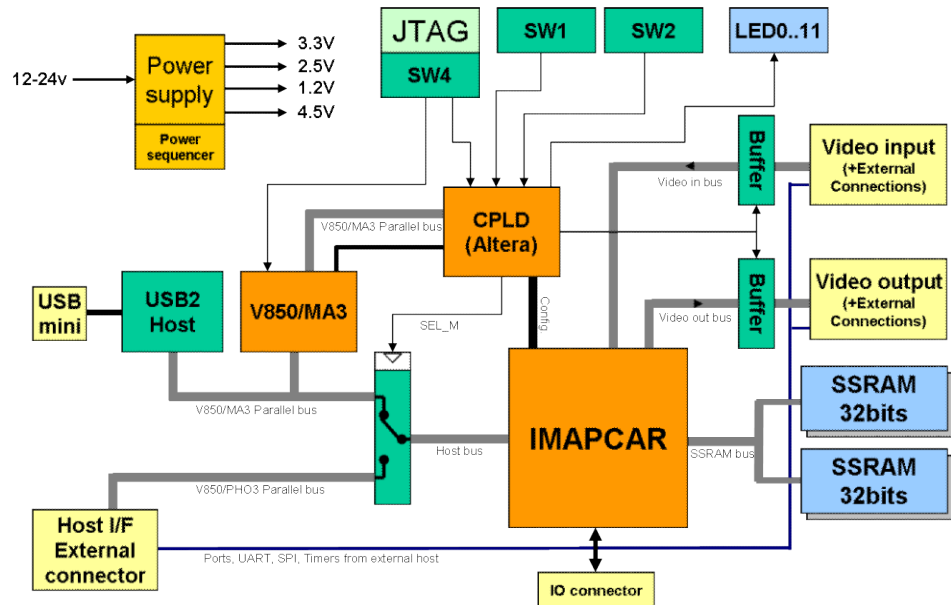 12-24v
Power
supply
Power
sequencer
3.3V
2.5V
1.2V
4.5V
JTAG
SW4
SW1
SW2
LED0..11
Buffer
Video input
(+External
Connections)
Video in bus
CPLD
(Altera)
V850/MA3 Parallel bus
Buffer
Video output
(+External
Connections)
Video out bus
USB
mini
USB2
Host
V850/MA3
SEL_M
Config
IMAPCAR
SSRAM
32bits
SSRAM
32bits
V850/MA3 Parallel bus
Host bus
SSRAM bus
V850/PHO3 Parallel bus
Host I/F
External
connector
Ports, UART, SPI, Timers from external host
IO connector